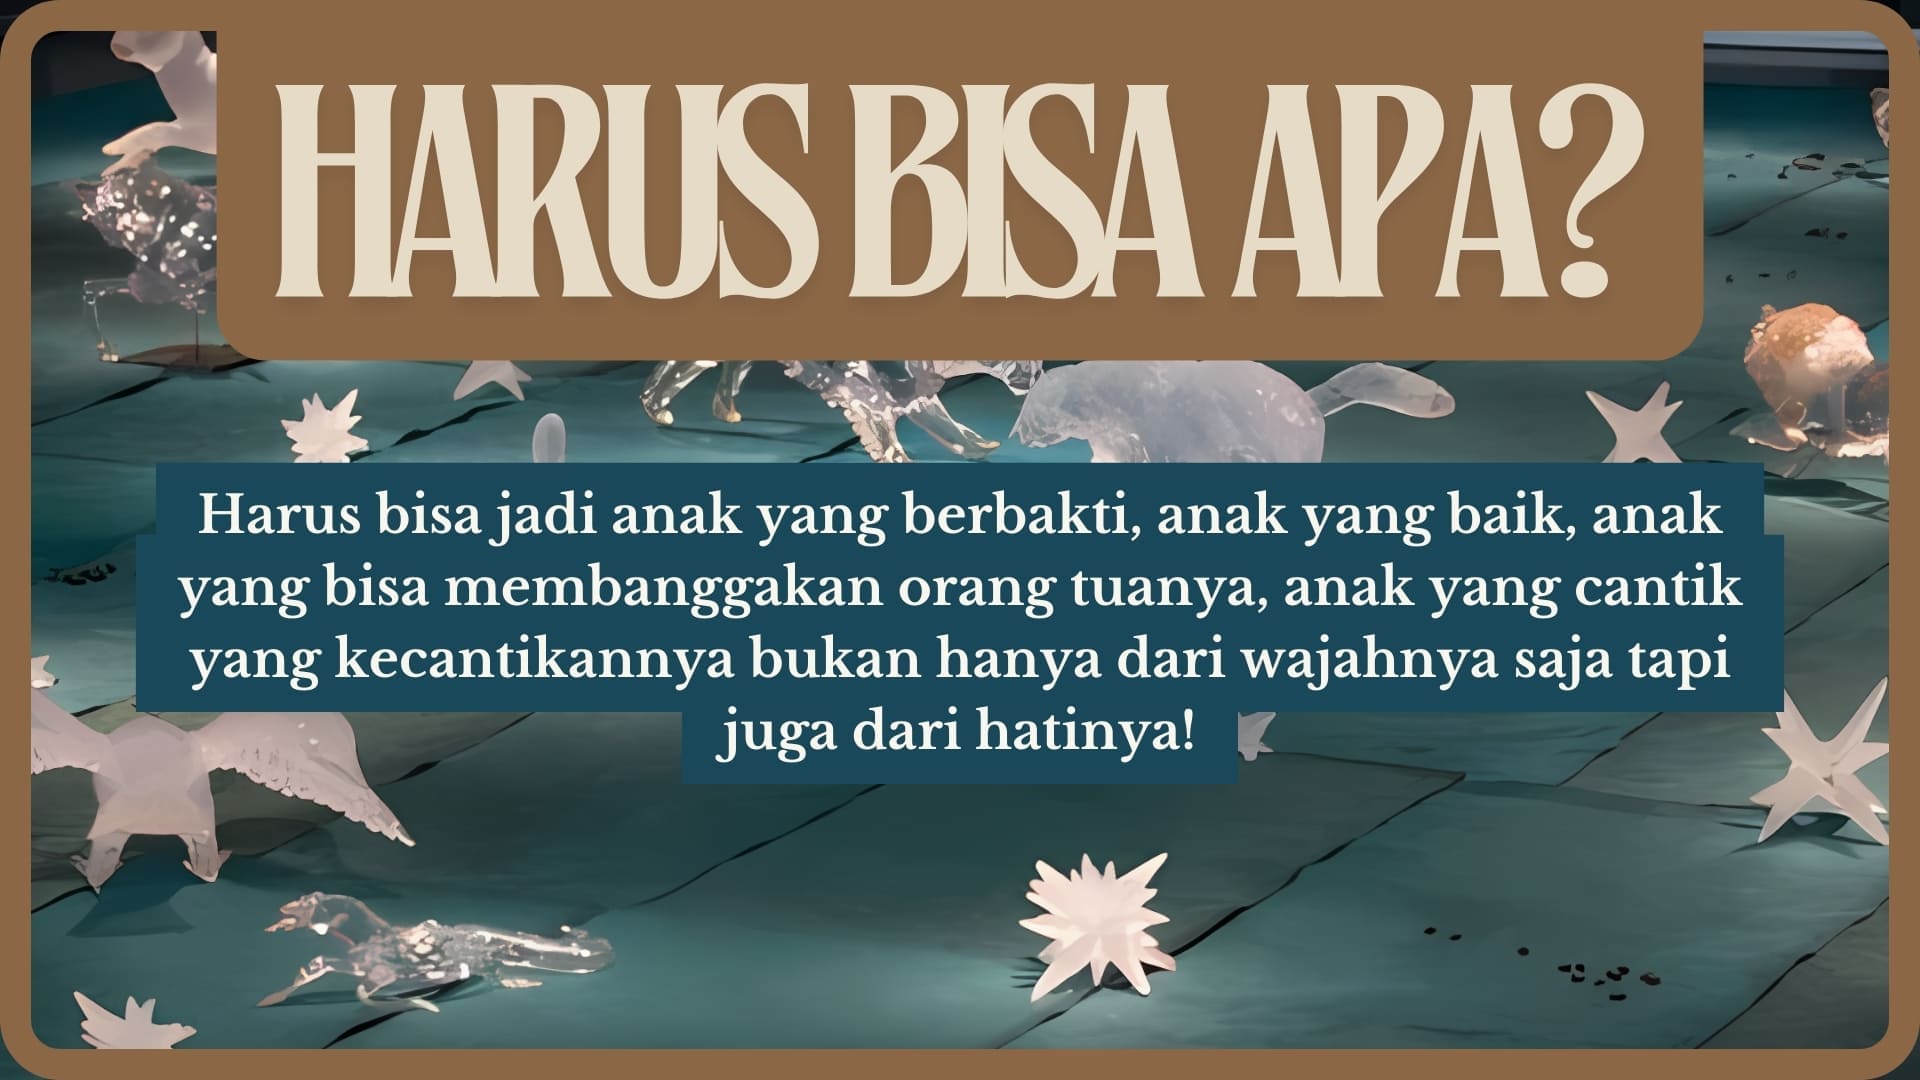 HARUS BISA APA?
Harus bisa jadi anak yang berbakti, anak yang baik, anak
yang bisa membanggakan orang tuanya, anak yang cantik
yang kecantikannya bukan hanya dari wajahnya saja tapi
juga dari hatinya!